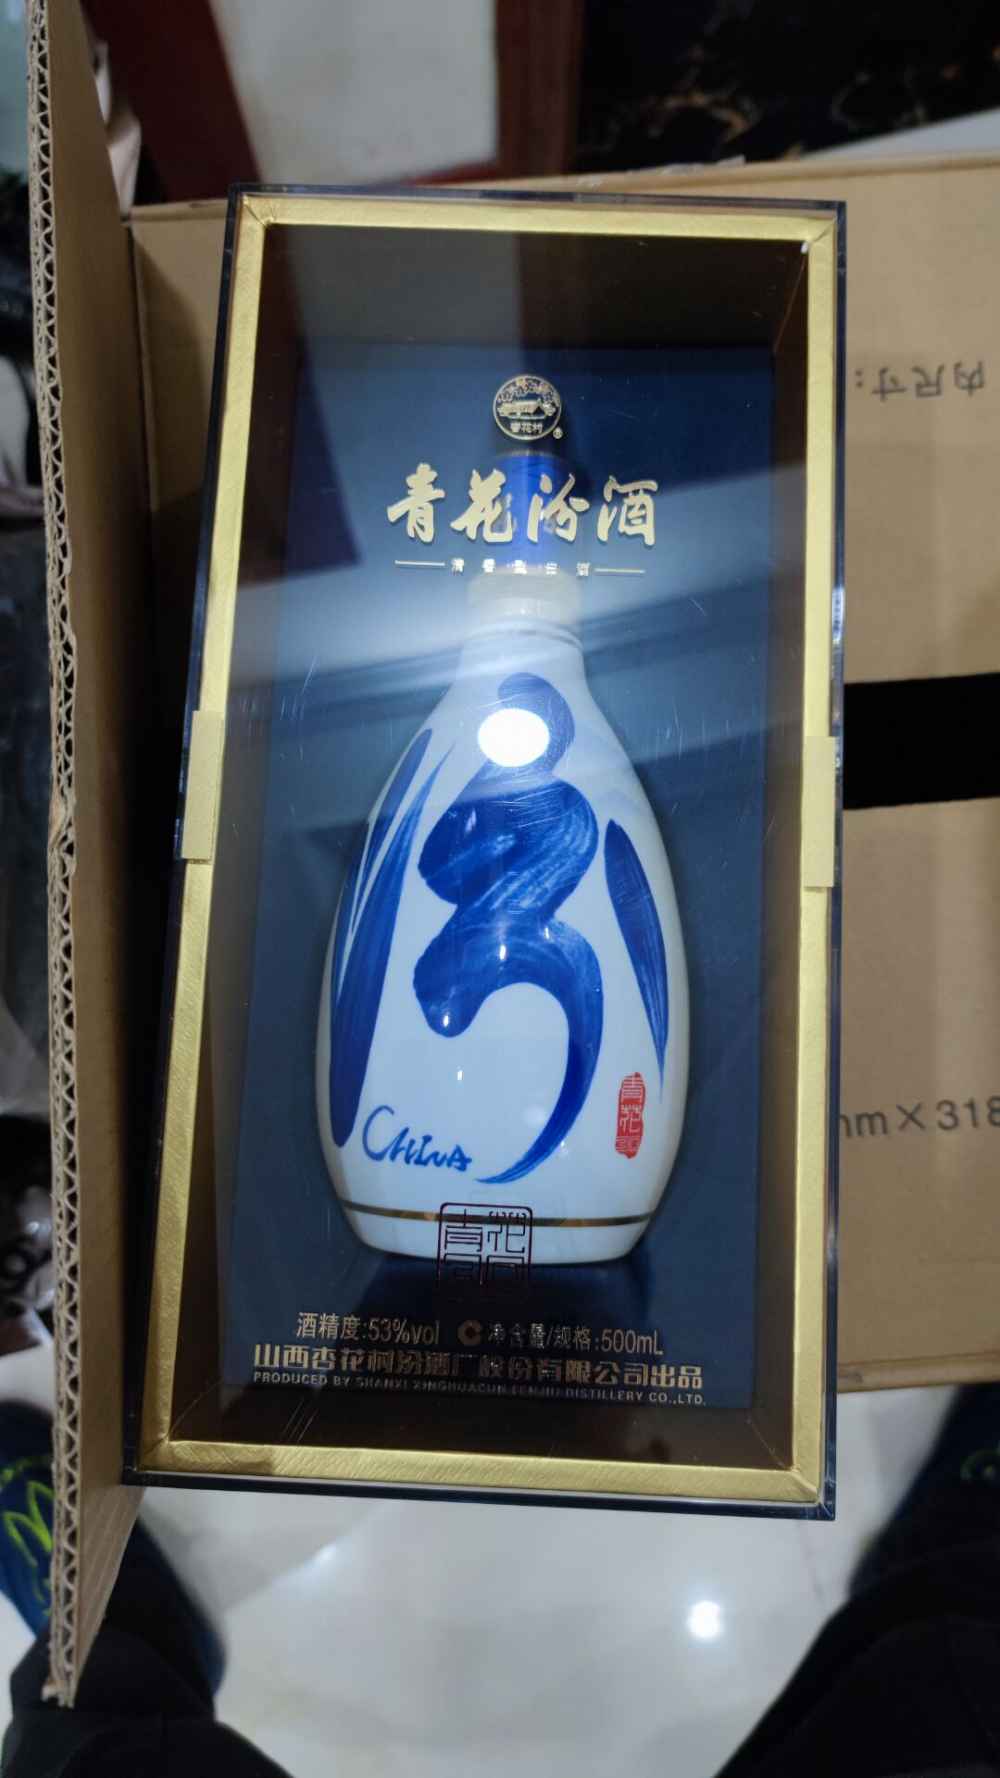 杏花村
®
青花汾酒
清香型白酒
汾
CHINA
青花
青花
酒精度:53%vol 净含量/规格:500mL
山西杏花村汾酒厂股份有限公司出品
PRODUCED BY SHANXI XINGHUACUN FENJIU DISTILLERY CO.,LTD.
内尺寸:
mm×318